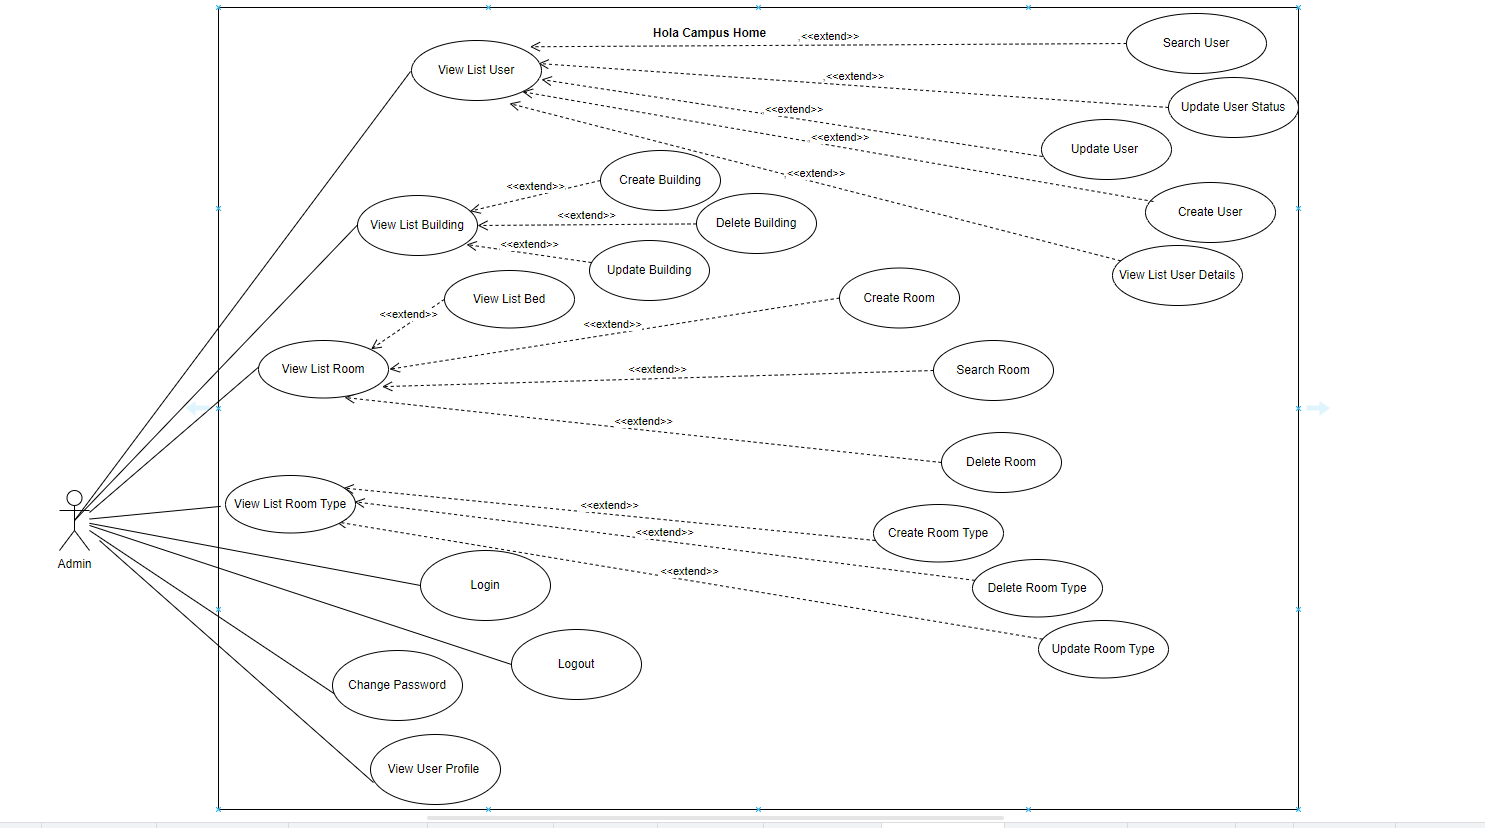 Hola Campus Home
<<extend>>
Search User
View List User
<<extend>>
Update User Status
<<extend>>
<<extend>>
Update User
<<extend>>
Create Building
<<extend>>
Create User
<<extend>>
View List Building
Delete Building
<<extend>>
Update Building
View List User Details
View List Bed
Create Room
<<extend>>
<<extend>>
View List Room
<<extend>>
Search Room
<<extend>>
Delete Room
View List Room Type
<<extend>>
<<extend>>
Create Room Type
Admin
<<extend>>
Login
Delete Room Type
Update Room Type
Logout
Change Password
View User Profile